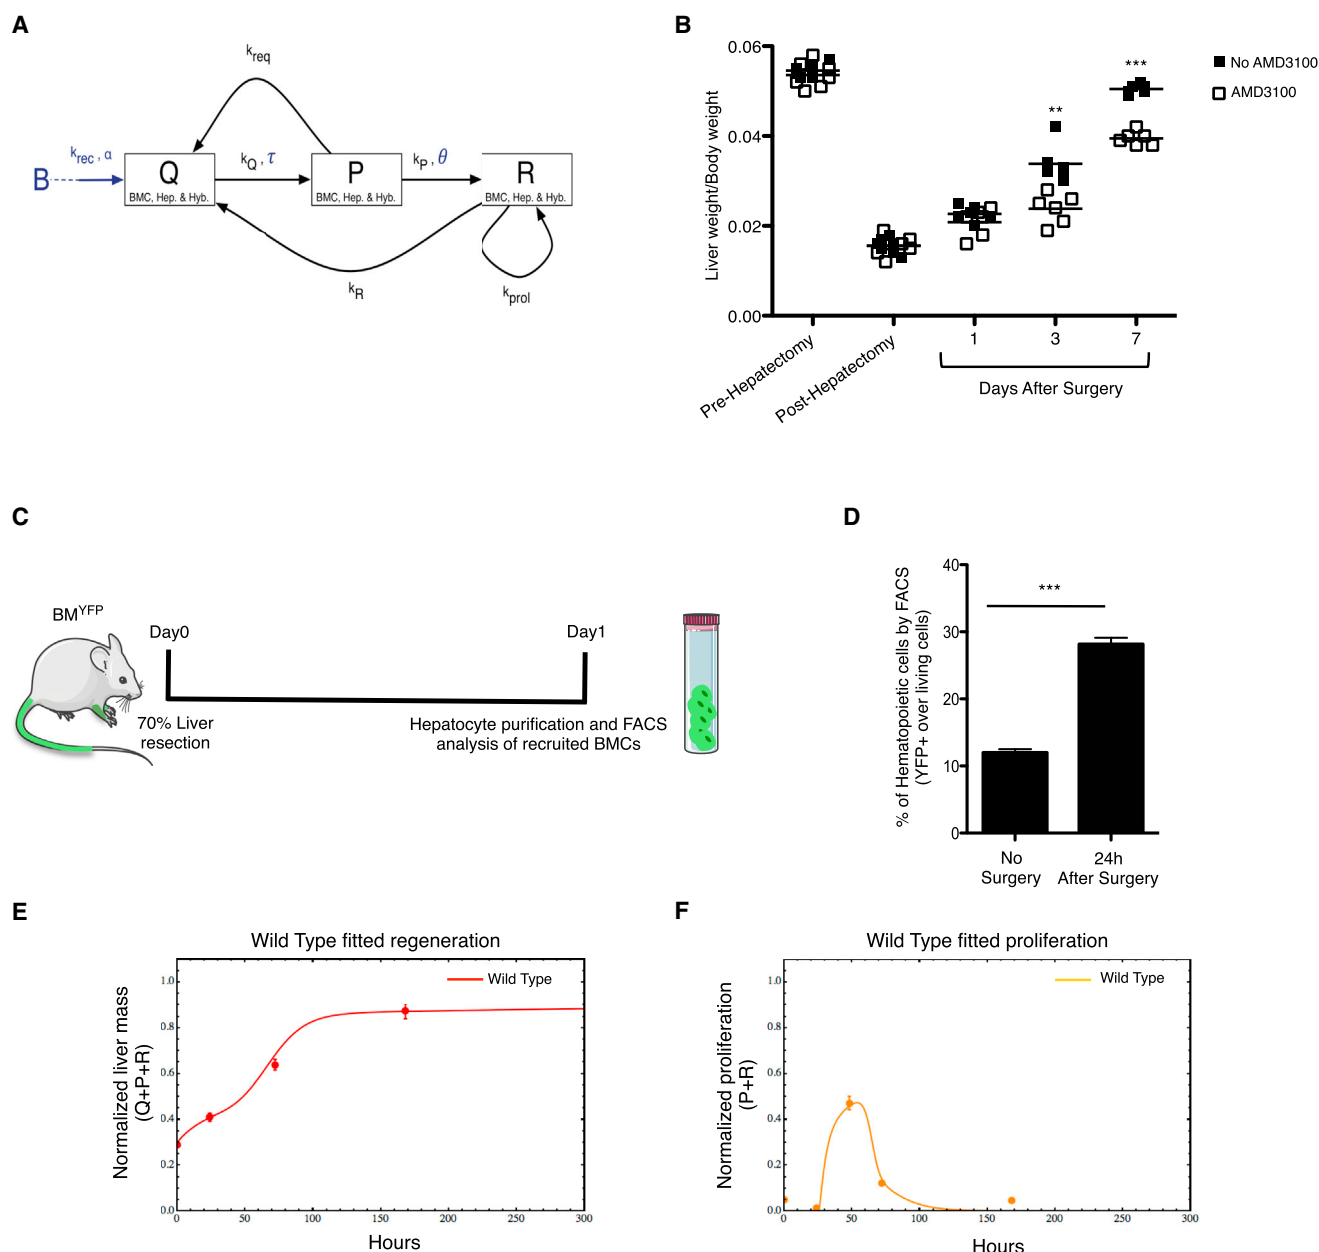 A
k_req
B
k_rec , α
Q
BMC, Hep. & Hyb.
k_Q , τ
P
BMC, Hep. & Hyb.
k_P , θ
R
BMC, Hep. & Hyb.
k_R
k_prol
B
Liver weight/Body weight
0.06
0.04
0.02
0.00
**
***
No AMD3100
AMD3100
Pre-Hepatectomy
Post-Hepatectomy
1
3
7
Days After Surgery
C
BM^YFP
Day0
Day1
70% Liver
resection
Hepatocyte purification and FACS
analysis of recruited BMCs
D
% of Hematopoietic cells by FACS
(YFP+ over living cells)
40
30
20
10
0
***
No
Surgery
24h
After Surgery
E
Wild Type fitted regeneration
Normalized liver mass
(Q+P+R)
1.0
0.8
0.6
0.4
0.2
0.0
Wild Type
0
50
100
150
200
250
300
Hours
F
Wild Type fitted proliferation
Normalized proliferation
(P+R)
1.0
0.8
0.6
0.4
0.2
0.0
Wild Type
0
50
100
150
200
250
300
Hours